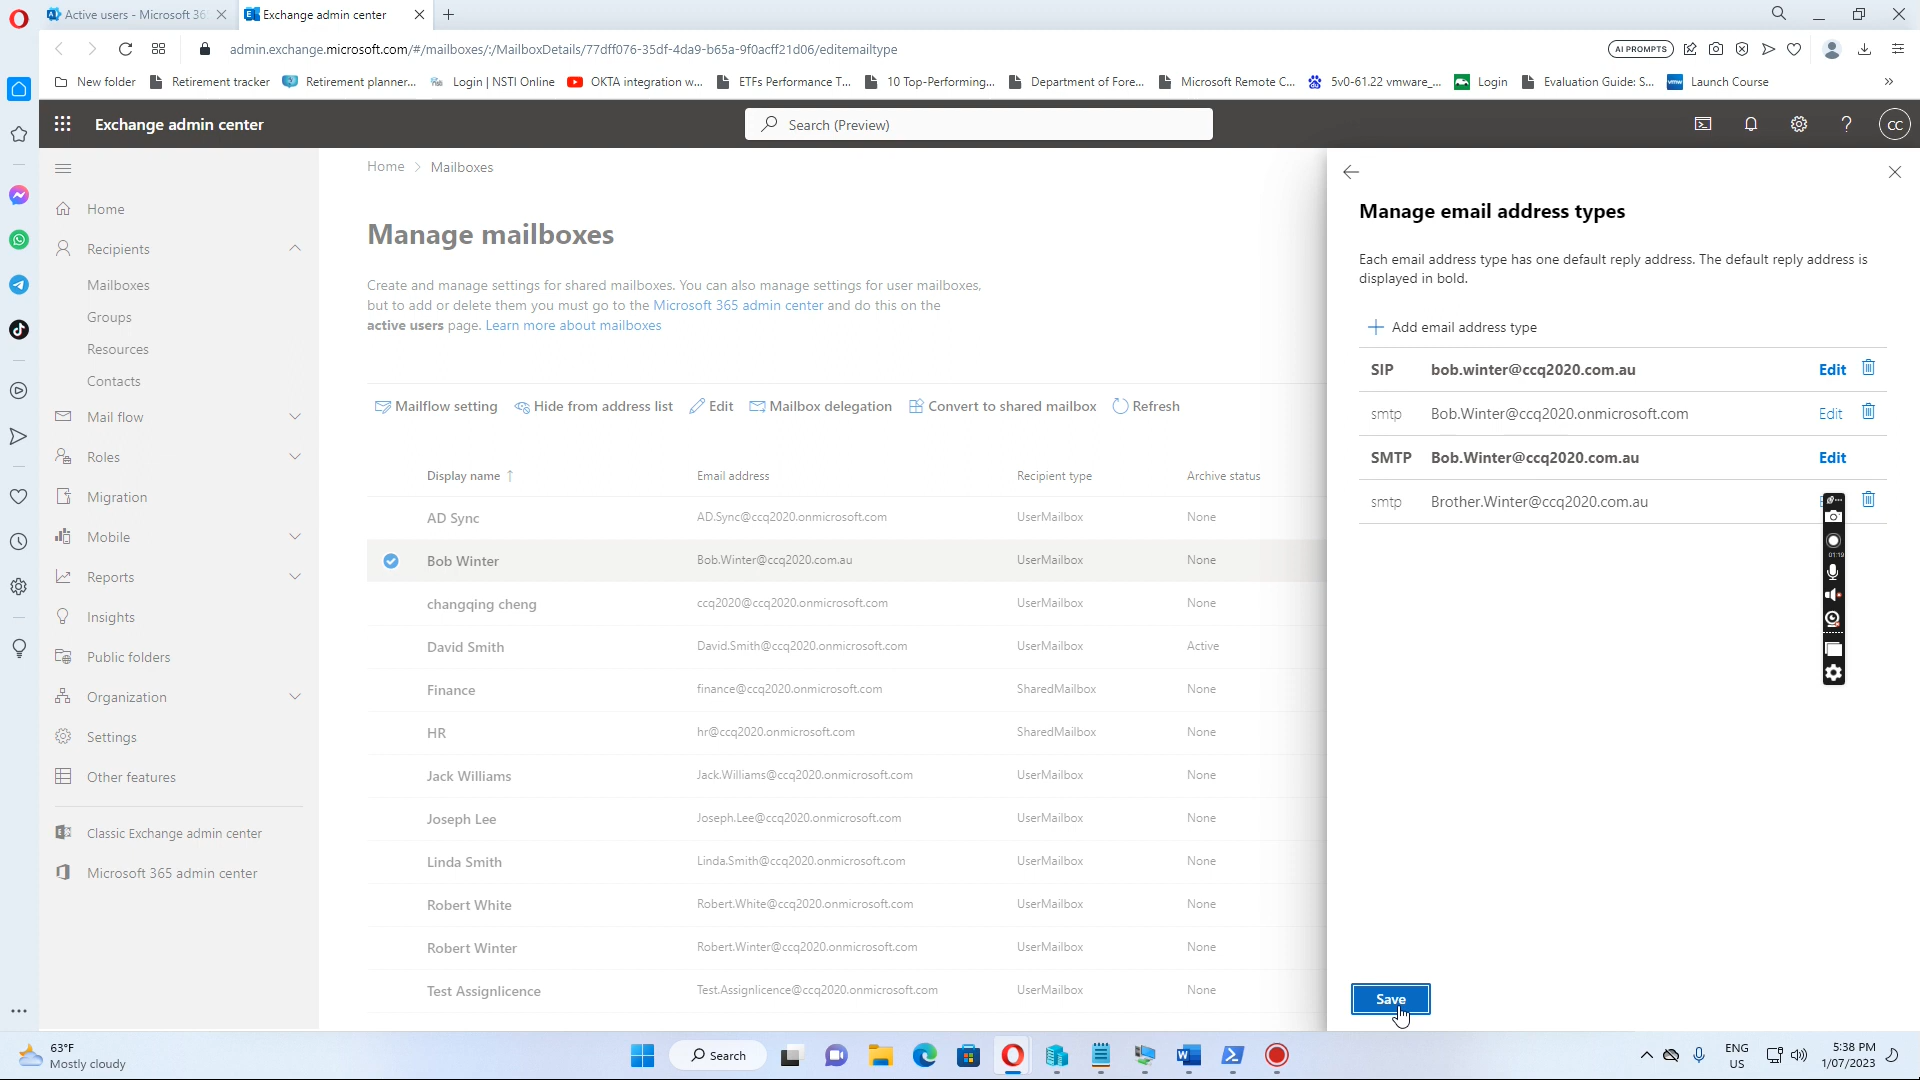 Active users - Microsoft 36
Exchange admin center
admin.exchange.microsoft.com/#/mailboxes/:/MailboxDetails/77dff076-35df-4da9-b65a-9f0acff21d06/editemailtype
AI PROMPTS
New folder
Retirement tracker
Retirement planner...
Login | NSTI Online
OKTA integration w...
ETFs Performance T...
10 Top-Performing...
Department of Fore...
Microsoft Remote C...
5v0-61.22 vmware_...
Login
Evaluation Guide: S...
Launch Course
Exchange admin center
Search (Preview)
CC
Home
Recipients
Mailboxes
Groups
Resources
Contacts
Mail flow
Roles
Migration
Mobile
Reports
Insights
Public folders
Organization
Settings
Other features
Classic Exchange admin center
Microsoft 365 admin center
Home > Mailboxes
Manage mailboxes
Create and manage settings for shared mailboxes. You can also manage settings for user mailboxes,
but to add or delete them you must go to the Microsoft 365 admin center and do this on the
active users page. Learn more about mailboxes
Mailflow setting
Hide from address list
Edit
Mailbox delegation
Convert to shared mailbox
Refresh
Display name ↑ Email address Recipient type Archive status
AD Sync AD.Sync@ccq2020.onmicrosoft.com UserMailbox None
Bob Winter Bob.Winter@ccq2020.com.au UserMailbox None
changqing cheng ccq2020@ccq2020.onmicrosoft.com UserMailbox None
David Smith David.Smith@ccq2020.onmicrosoft.com UserMailbox Active
Finance finance@ccq2020.onmicrosoft.com SharedMailbox None
HR hr@ccq2020.onmicrosoft.com SharedMailbox None
Jack Williams Jack.Williams@ccq2020.onmicrosoft.com UserMailbox None
Joseph Lee Joseph.Lee@ccq2020.onmicrosoft.com UserMailbox None
Linda Smith Linda.Smith@ccq2020.onmicrosoft.com UserMailbox None
Robert White Robert.White@ccq2020.onmicrosoft.com UserMailbox None
Robert Winter Robert.Winter@ccq2020.onmicrosoft.com UserMailbox None
Test Assignlicence Test.Assignlicence@ccq2020.onmicrosoft.com UserMailbox None
Manage email address types
Each email address type has one default reply address. The default reply address is
displayed in bold.
Add email address type
SIP bob.winter@ccq2020.com.au Edit
smtp Bob.Winter@ccq2020.onmicrosoft.com Edit
SMTP Bob.Winter@ccq2020.com.au Edit
smtp Brother.Winter@ccq2020.com.au
01:19
Save
63°F
Mostly cloudy
Search
ENG
US
5:38 PM
1/07/2023